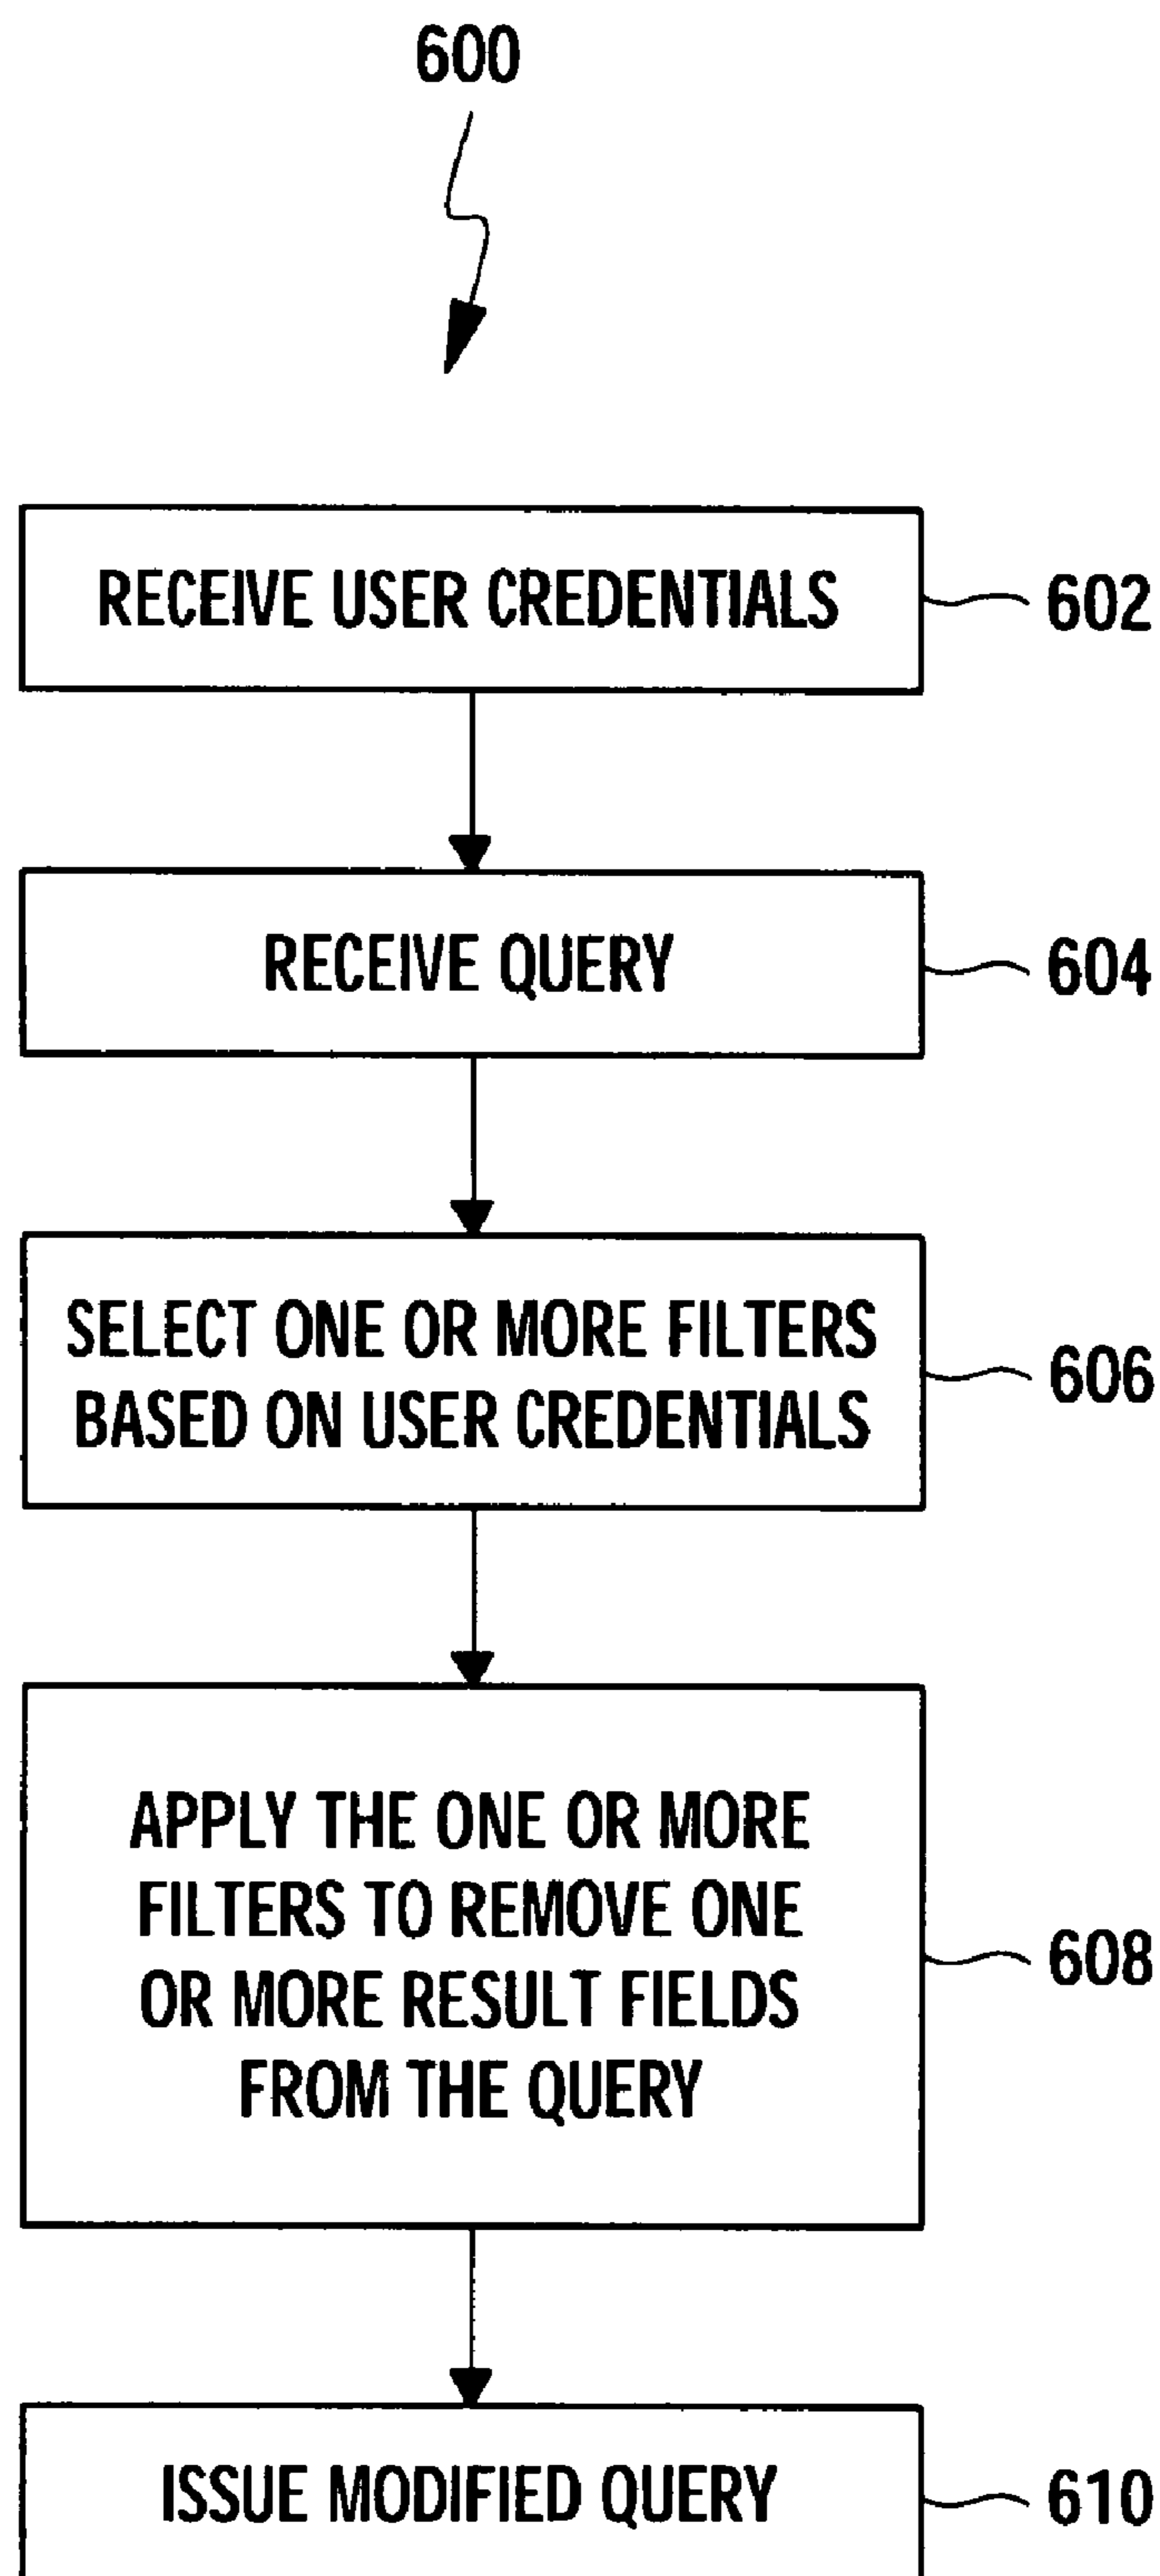 600
RECEIVE USER CREDENTIALS
602
RECEIVE QUERY
604
SELECT ONE OR MORE FILTERS
BASED ON USER CREDENTIALS
606
APPLY THE ONE OR MORE
FILTERS TO REMOVE ONE
OR MORE RESULT FIELDS
FROM THE QUERY
608
ISSUE MODIFIED QUERY
610